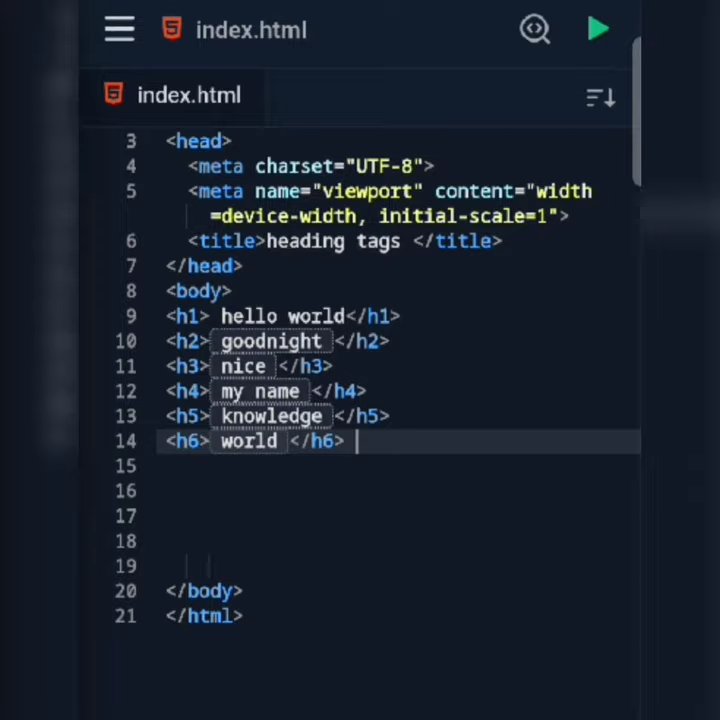 index.html
index.html
3 <head>
4 <meta charset="UTF-8">
5 <meta name="viewport" content="width
=device-width, initial-scale=1">
6 <title>heading tags </title>
7 </head>
8 <body>
9 <h1> hello world</h1>
10 <h2> goodnight </h2>
11 <h3> nice </h3>
12 <h4> my name </h4>
13 <h5> knowledge </h5>
14 <h6> world </h6>
15
16
17
18
19
20 </body>
21 </html>